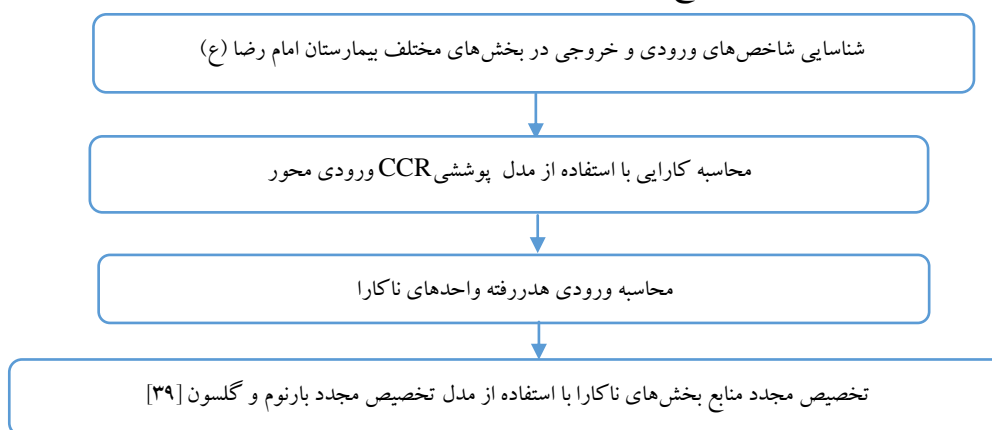 شناسایی شاخص‌های ورودی و خروجی در بخش‌های مختلف بیمارستان امام رضا (ع)
محاسبه کارایی با استفاده از مدل پوششی CCR ورودی محور
محاسبه ورودی هدررفته واحدهای ناکارا
تخصیص مجدد منابع بخش‌های ناکارا با استفاده از مدل تخصیص مجدد بارنوم و گلسون [۳۹]